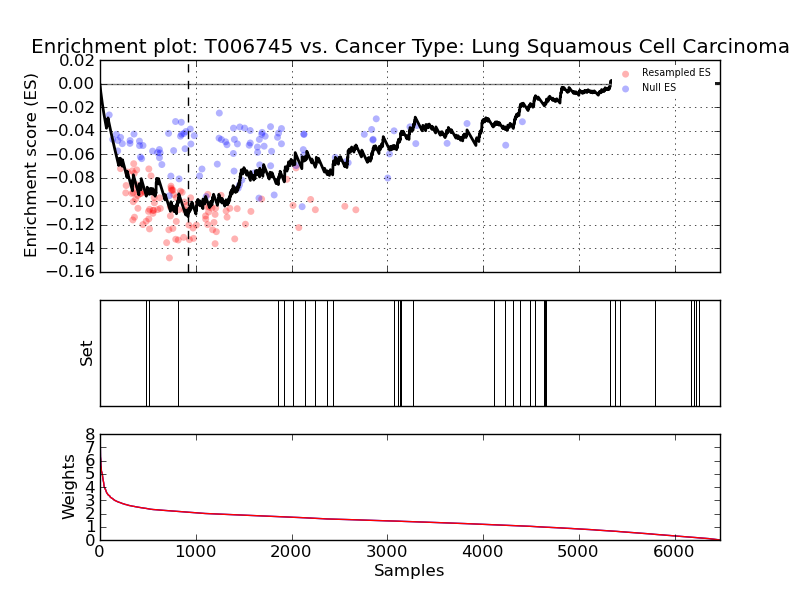 Enrichment plot: T006745 vs. Cancer Type: Lung Squamous Cell Carcinoma
Enrichment score (ES)
0.02
0.00
−0.02
−0.04
−0.06
−0.08
−0.10
−0.12
−0.14
−0.16
Resampled ES
Null ES
Set
Weights
8
7
6
5
4
3
2
1
0
0 1000 2000 3000 4000 5000 6000
Samples